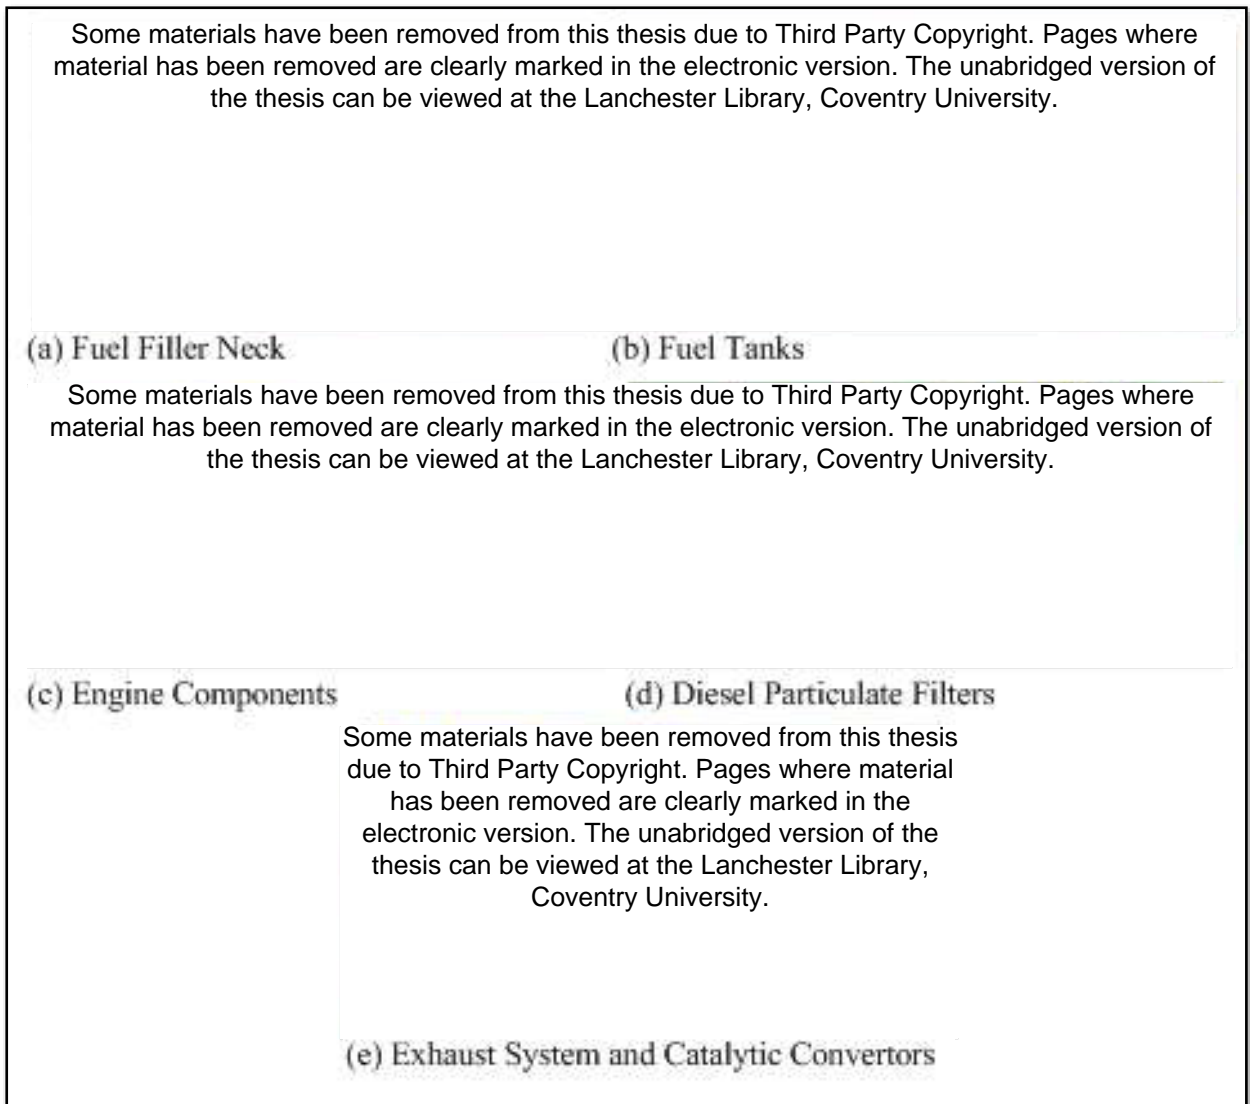 Some materials have been removed from this thesis due to Third Party Copyright. Pages where
material has been removed are clearly marked in the electronic version. The unabridged version of
the thesis can be viewed at the Lanchester Library, Coventry University.
(a) Fuel Filler Neck (b) Fuel Tanks
Some materials have been removed from this thesis due to Third Party Copyright. Pages where
material has been removed are clearly marked in the electronic version. The unabridged version of
the thesis can be viewed at the Lanchester Library, Coventry University.
(c) Engine Components (d) Diesel Particulate Filters
Some materials have been removed from this thesis
due to Third Party Copyright. Pages where material
has been removed are clearly marked in the
electronic version. The unabridged version of the
thesis can be viewed at the Lanchester Library,
Coventry University.
(e) Exhaust System and Catalytic Convertors